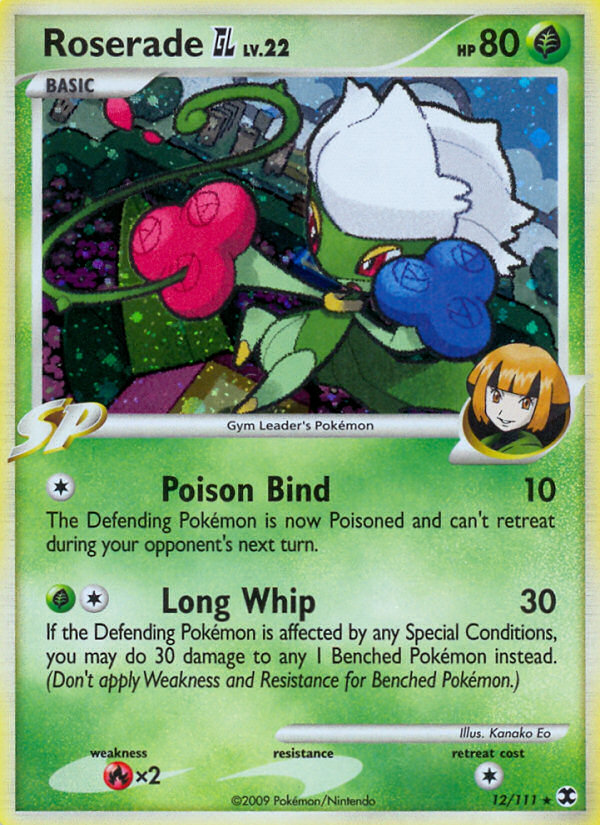 Roserade GL LV.22 HP 80
BASIC
SP
Gym Leader's Pokémon
Poison Bind 10
The Defending Pokémon is now Poisoned and can't retreat
during your opponent's next turn.
Long Whip 30
If the Defending Pokémon is affected by any Special Conditions,
you may do 30 damage to any 1 Benched Pokémon instead.
(Don't apply Weakness and Resistance for Benched Pokémon.)
Illus. Kanako Eo
weakness resistance retreat cost
×2
©2009 Pokémon/Nintendo 12/111 ★